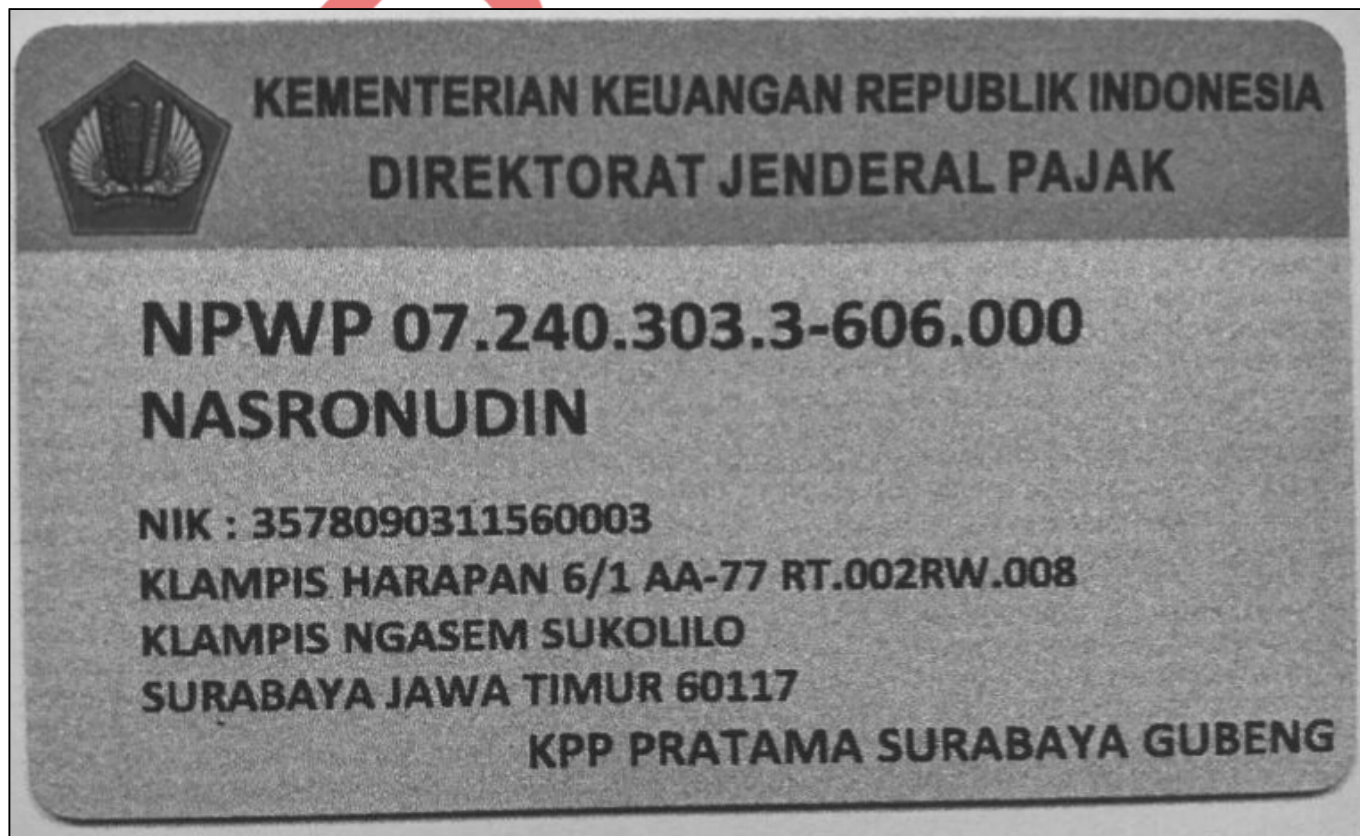 KEMENTERIAN KEUANGAN REPUBLIK INDONESIA
DIREKTORAT JENDERAL PAJAK
NPWP 07.240.303.3-606.000
NASRONUDIN
NIK : 3578090311560003
KLAMPIS HARAPAN 6/1 AA-77 RT.002RW.008
KLAMPIS NGASEM SUKOLILO
SURABAYA JAWA TIMUR 60117
KPP PRATAMA SURABAYA GUBENG